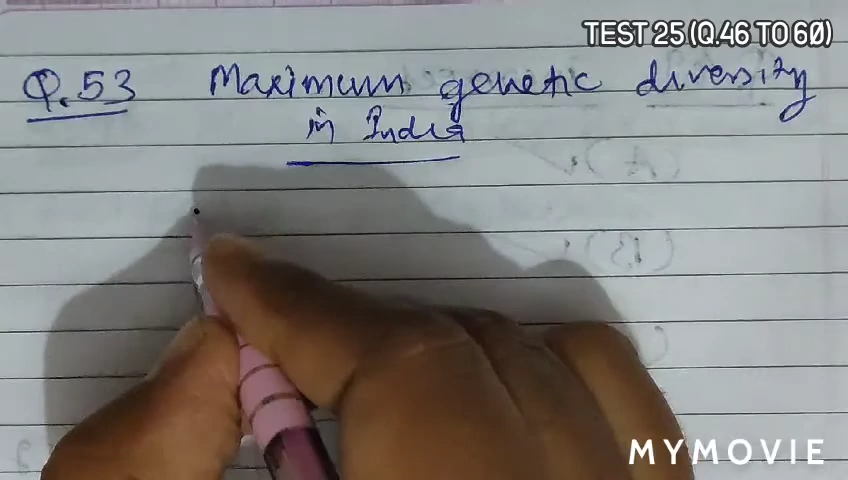 TEST 25 (Q.46 TO 60)
Q.53 Maximum genetic diversity
in India
MYMOVIE